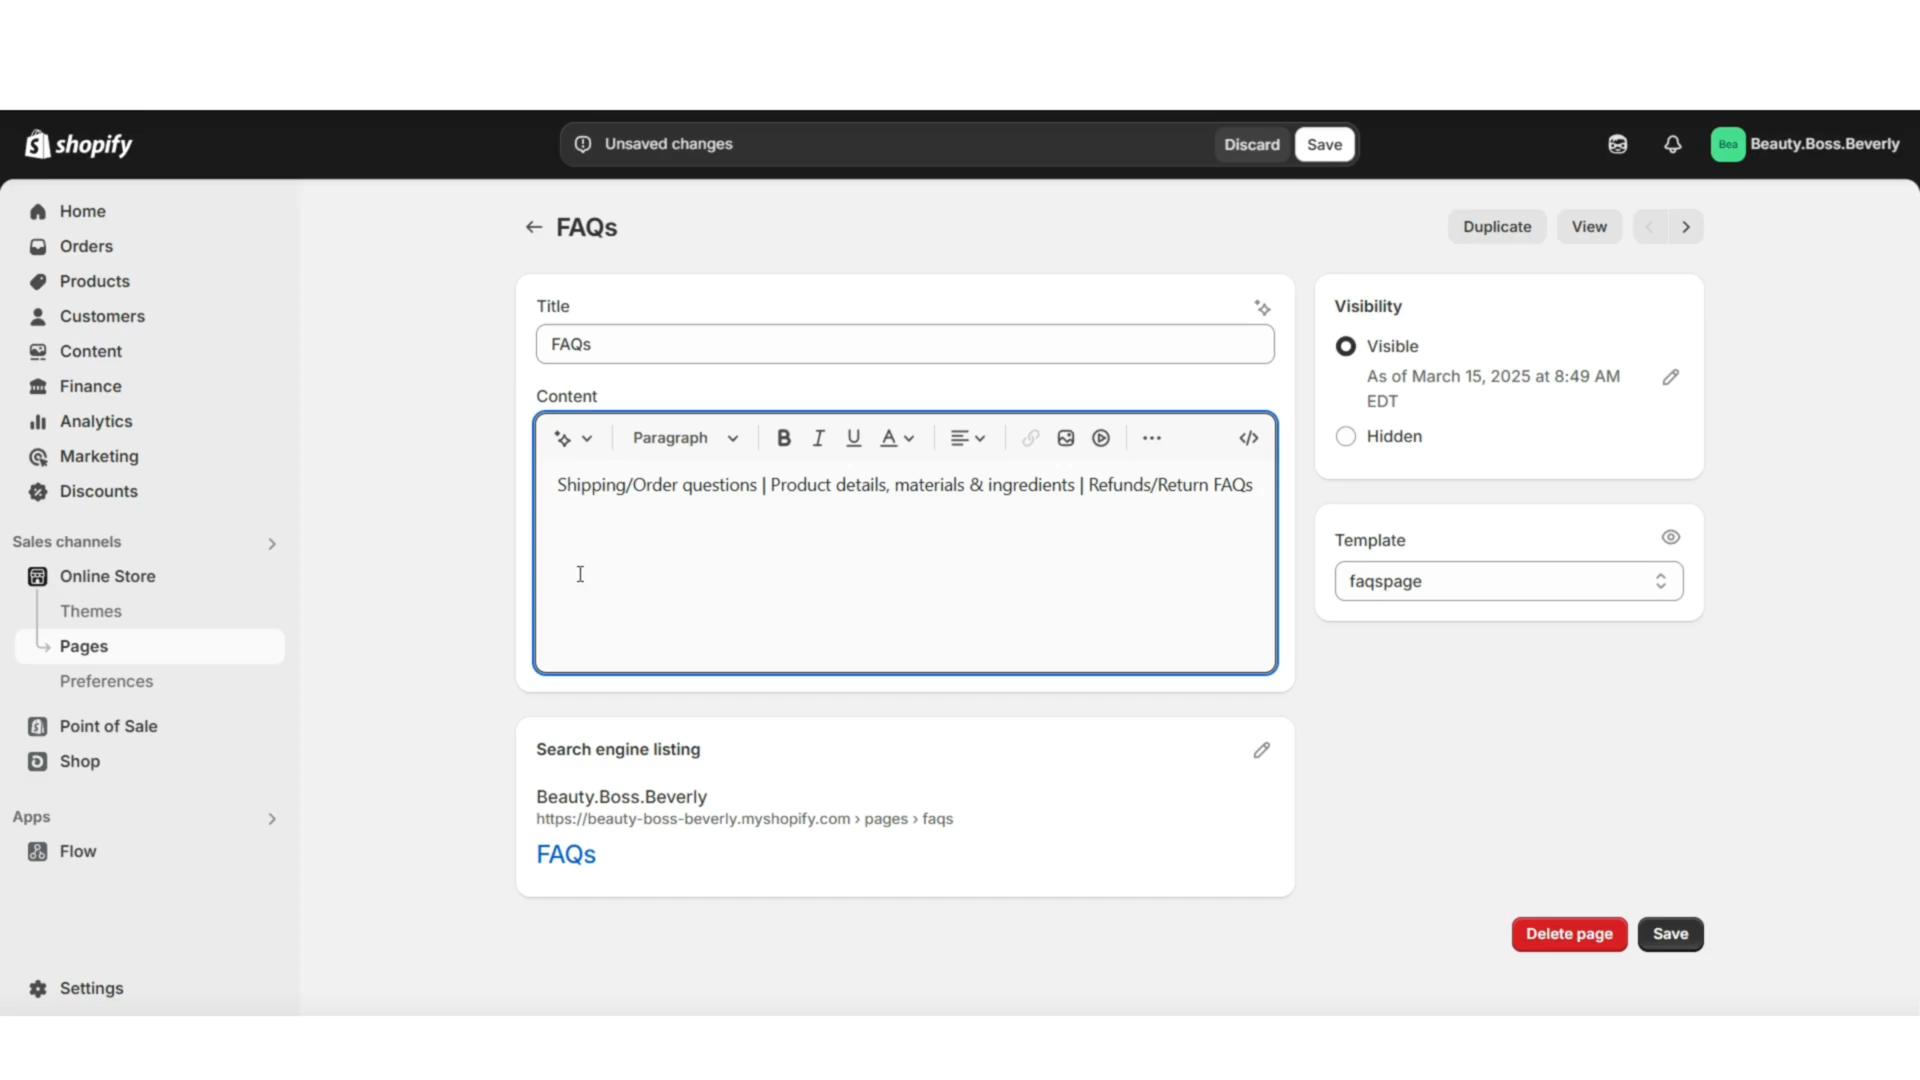 shopify
Unsaved changes
Discard
Save
Bea
Beauty.Boss.Beverly
Home
Orders
Products
Customers
Content
Finance
Analytics
Marketing
Discounts
Sales channels
Online Store
Themes
Pages
Preferences
Point of Sale
Shop
Apps
Flow
Settings
FAQs
Duplicate
View
Title
FAQs
Content
Paragraph
B I U A
Shipping/Order questions | Product details, materials & ingredients | Refunds/Return FAQs
Search engine listing
Beauty.Boss.Beverly
https://beauty-boss-beverly.myshopify.com › pages › faqs
FAQs
Visibility
Visible
As of March 15, 2025 at 8:49 AM
EDT
Hidden
Template
faqspage
Delete page
Save